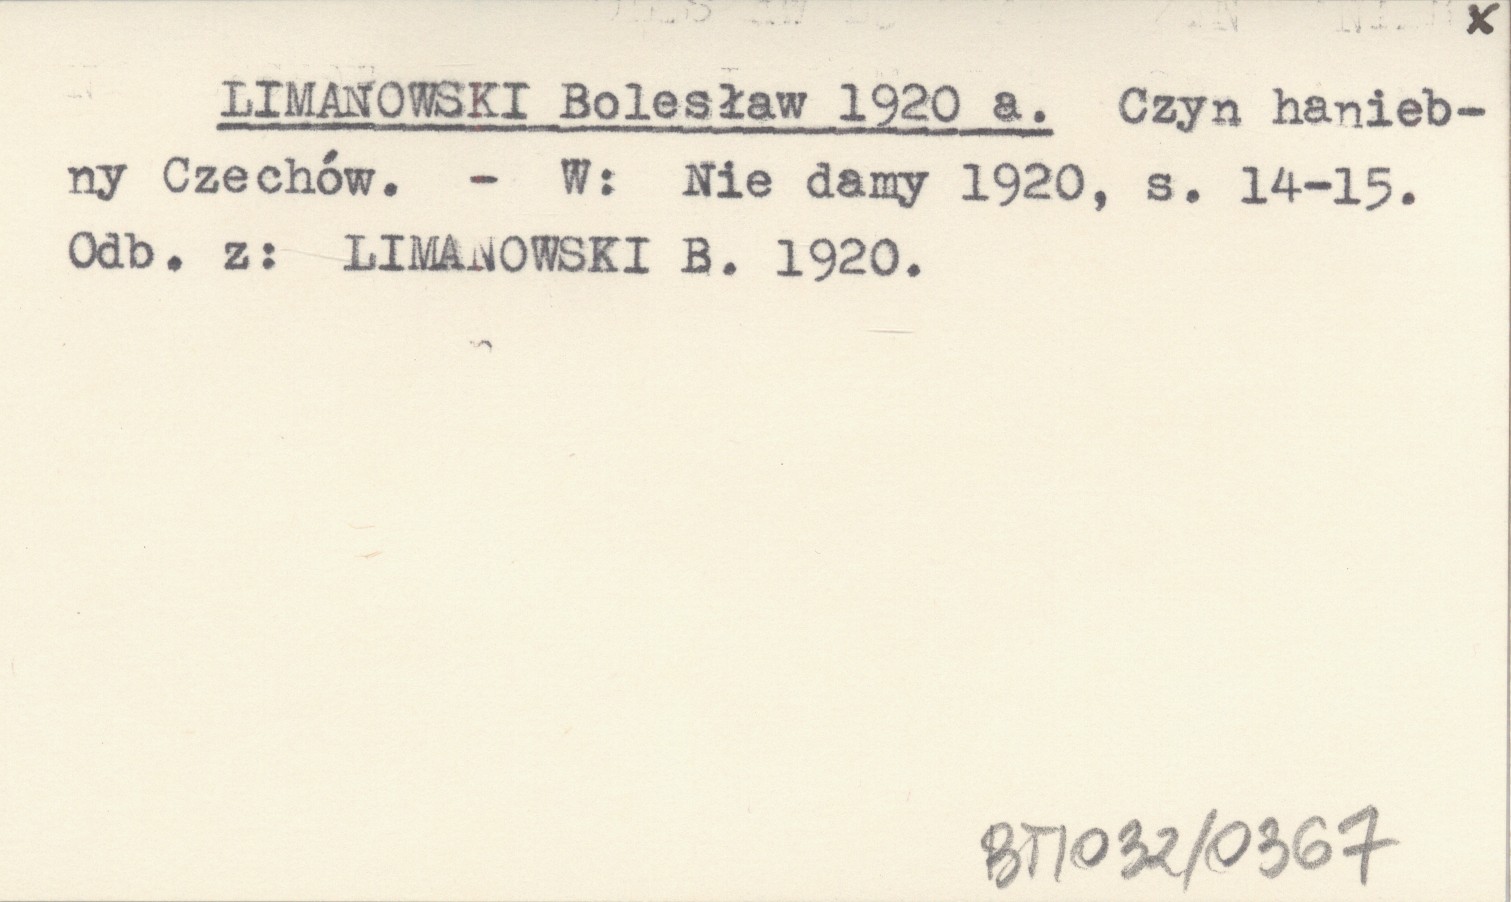 x
LIMANOWSKI Bolesław 1920 a. Czyn hanieb-
ny Czechów. - W: Nie damy 1920, s. 14-15.
Odb. z: LIMANOWSKI B. 1920.
BT1032/0367